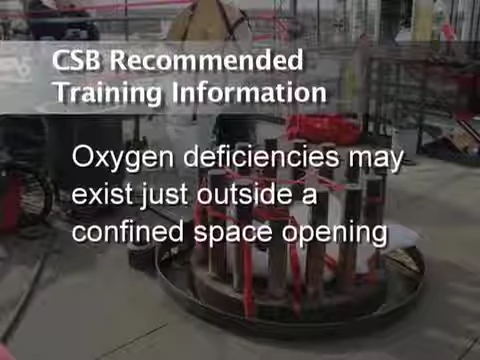 CSB Recommended
Training Information
Oxygen deficiencies may
exist just outside a
confined space opening